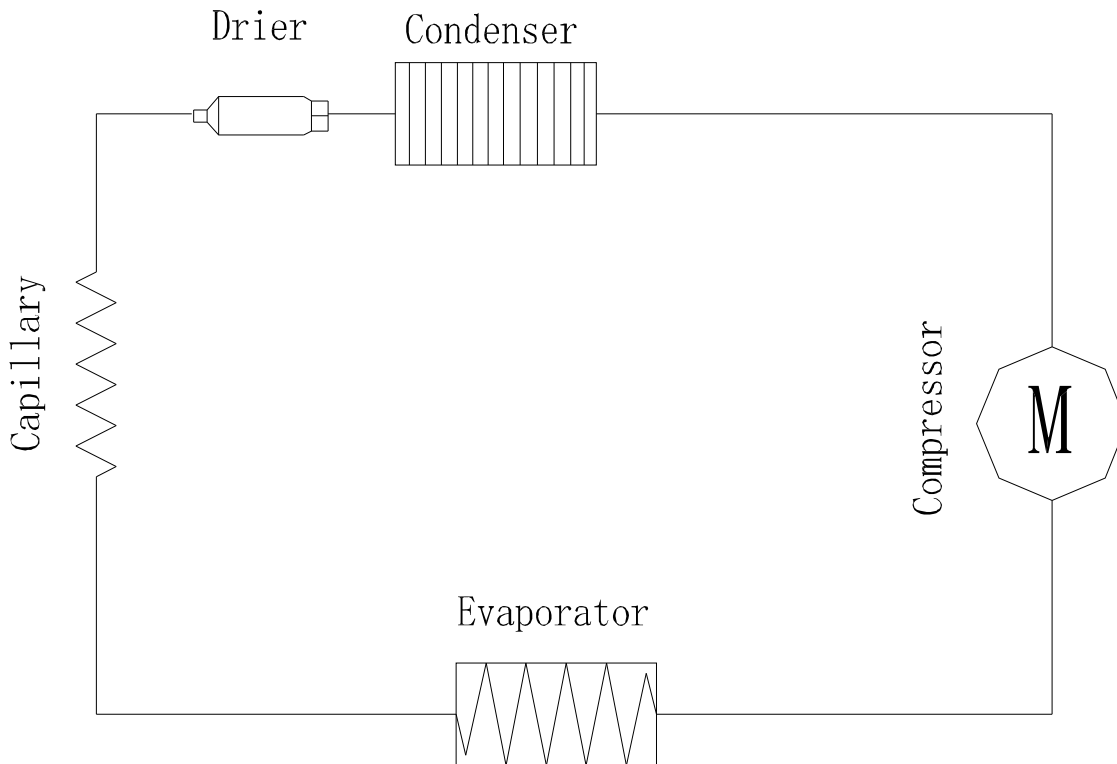 Drier
Condenser
Capillary
Compressor
M
Evaporator